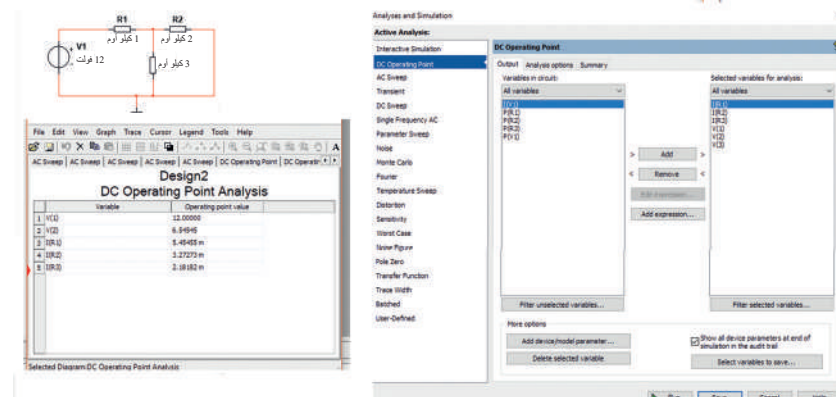 R1 R2
1 كيلو أوم
2 كيلو أوم
V1
12 فولت
3 كيلو أوم
File Edit View Graph Trace Cursor Legend Tools Help
AC Sweep AC Sweep AC Sweep AC Sweep AC Sweep DC Operating Point DC Operatin
Design2
DC Operating Point Analysis
Variable Operating point value
1 V(1) 12.00000
2 V(2) 6.54545
3 I(R1) 5.45455 m
4 I(R2) 3.27273 m
5 I(R3) 2.18182 m
Selected Diagram:DC Operating Point Analysis
Analyses and Simulation
Active Analysis:
Interactive Simulation
DC Operating Point
AC Sweep
Transient
DC Sweep
Single Frequency AC
Parameter Sweep
Noise
Monte Carlo
Fourier
Temperature Sweep
Distortion
Sensitivity
Worst Case
Noise Figure
Pole Zero
Transfer Function
Trace Width
Batched
User-Defined
DC Operating Point
Output Analysis options Summary
Variables in circuit:
All variables
I(V1)
P(R1)
P(R2)
P(R3)
P(V1)
> Add >
< Remove <
Edit expression...
Add expression...
Selected variables for analysis:
All variables
I(R1)
I(R2)
I(R3)
V(1)
V(2)
V(3)
Filter unselected variables...
Filter selected variables...
More options
Add device/model parameter...
Delete selected variable
Show all device parameters at end of simulation in the audit trail
Select variables to save...
Run Save Cancel Help